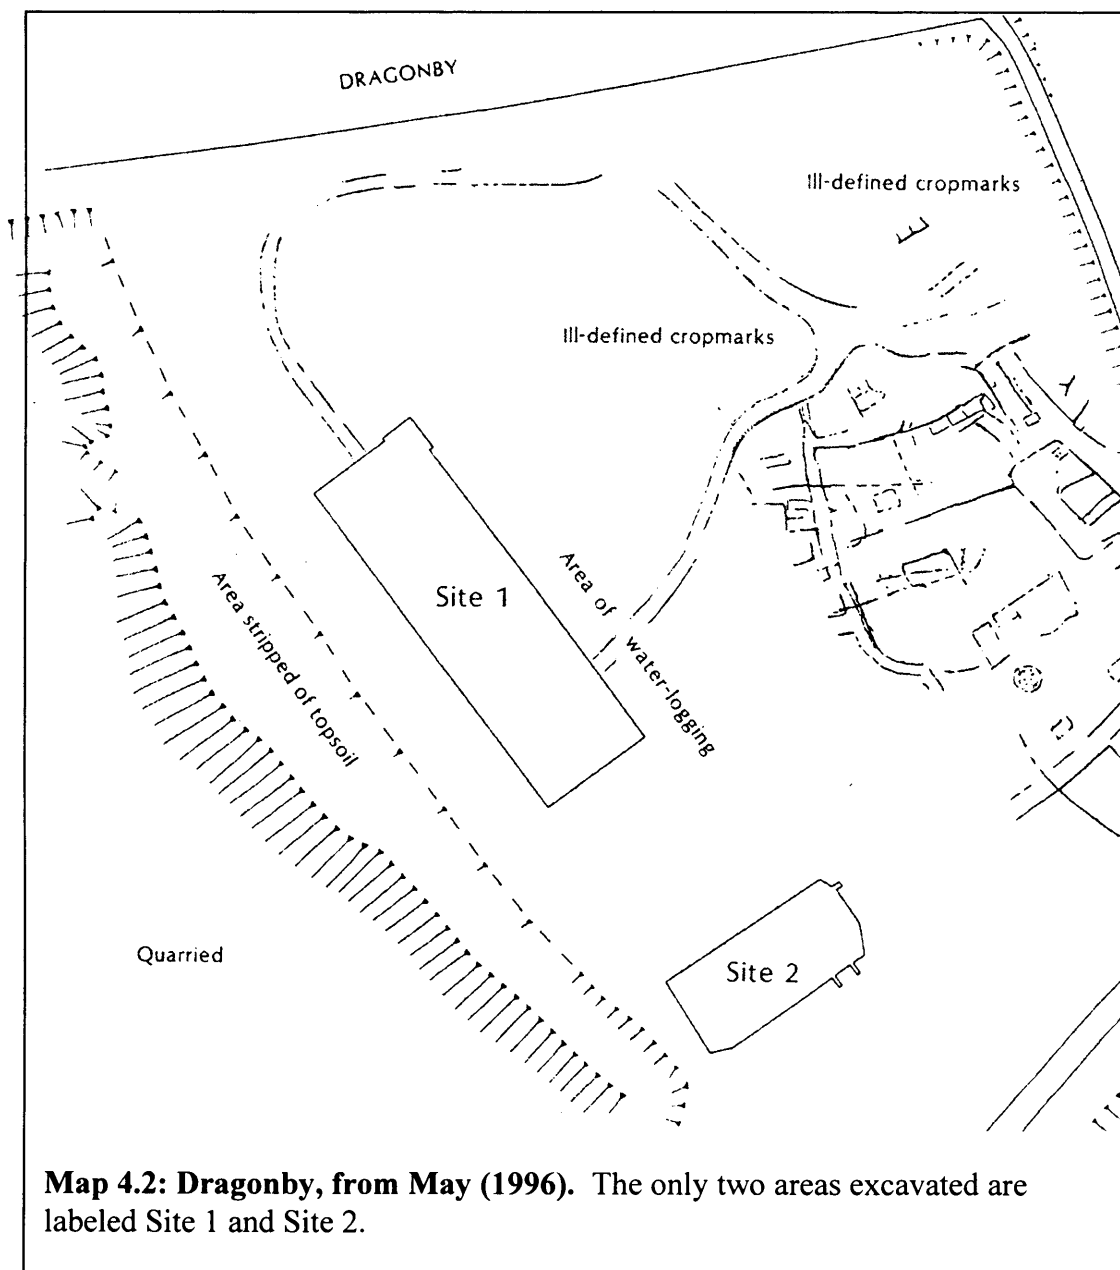 DRAGONBY
Ill-defined cropmarks
Ill-defined cropmarks
Site 1
Area of
water-logging
Area stripped of topsoil
Quarried
Site 2
Map 4.2: Dragonby, from May (1996). The only two areas excavated are
labeled Site 1 and Site 2.